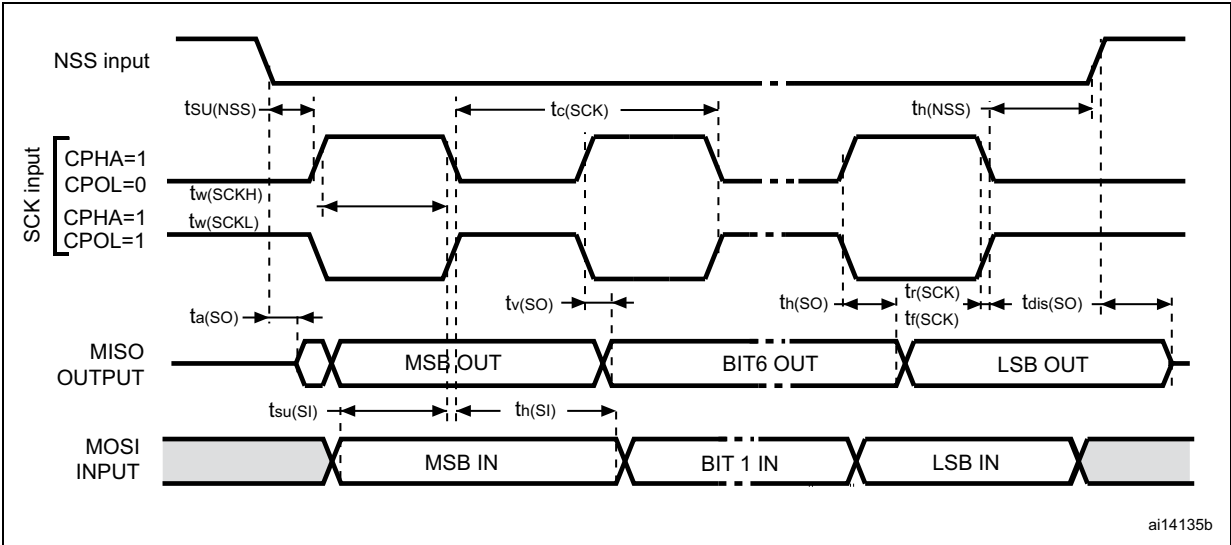 NSS input
tSU(NSS)
tc(SCK)
th(NSS)
SCK input
CPHA=1
CPOL=0
tw(SCKH)
CPHA=1
tw(SCKL)
CPOL=1
ta(SO)
tv(SO)
th(SO)
tr(SCK)
tf(SCK)
tdis(SO)
MISO
OUTPUT
MSB OUT
BIT6 OUT
LSB OUT
tsu(SI)
th(SI)
MOSI
INPUT
MSB IN
BIT 1 IN
LSB IN
ai14135b